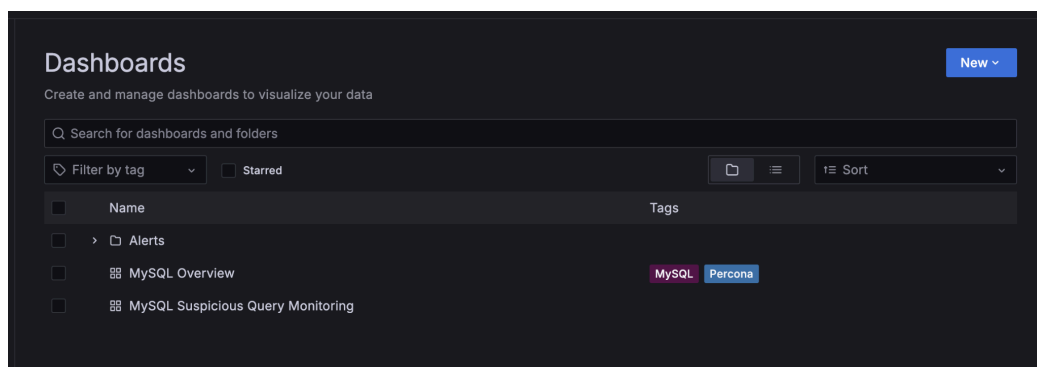 Dashboards
New
Create and manage dashboards to visualize your data
Search for dashboards and folders
Filter by tag Starred Sort
Name Tags
Alerts
MySQL Overview MySQL Percona
MySQL Suspicious Query Monitoring